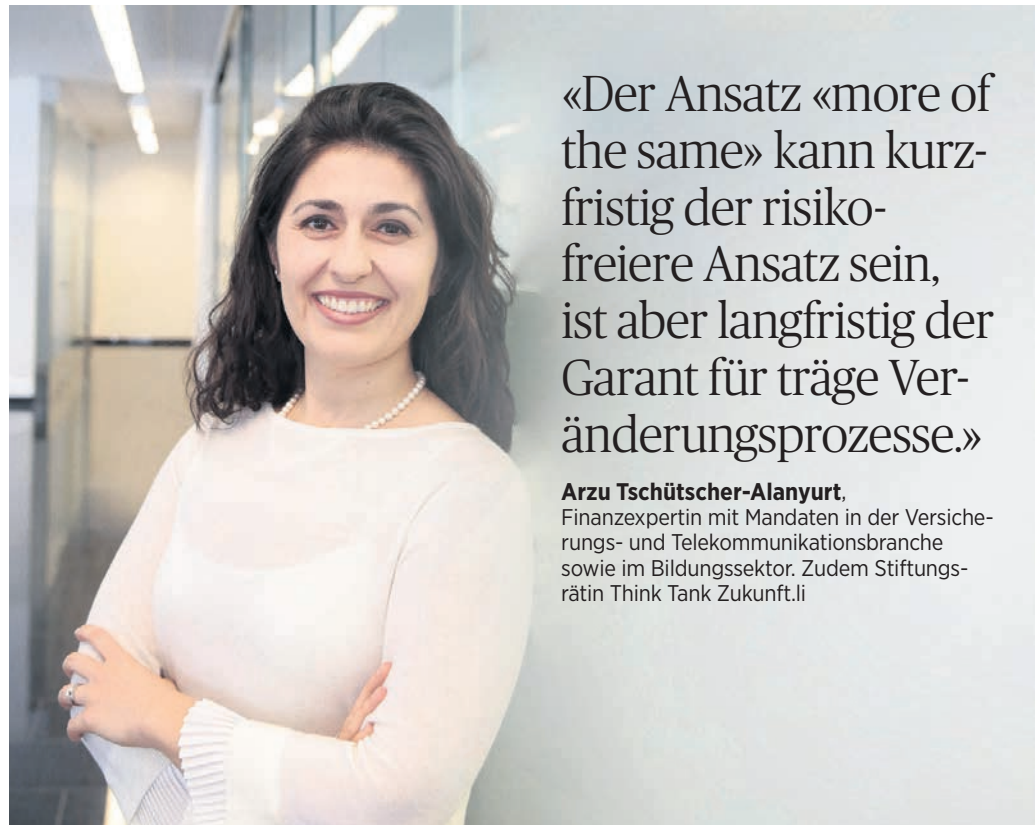 «Der Ansatz «more of
the same» kann kurz-
fristig der risiko-
freiere Ansatz sein,
ist aber langfristig der
Garant für träge Ver-
änderungsprozesse.»
Arzu Tschütscher-Alanyurt,
Finanzexpertin mit Mandaten in der Versiche-
rungs- und Telekommunikationsbranche
sowie im Bildungssektor. Zudem Stiftungs-
rätin Think Tank Zukunft.li